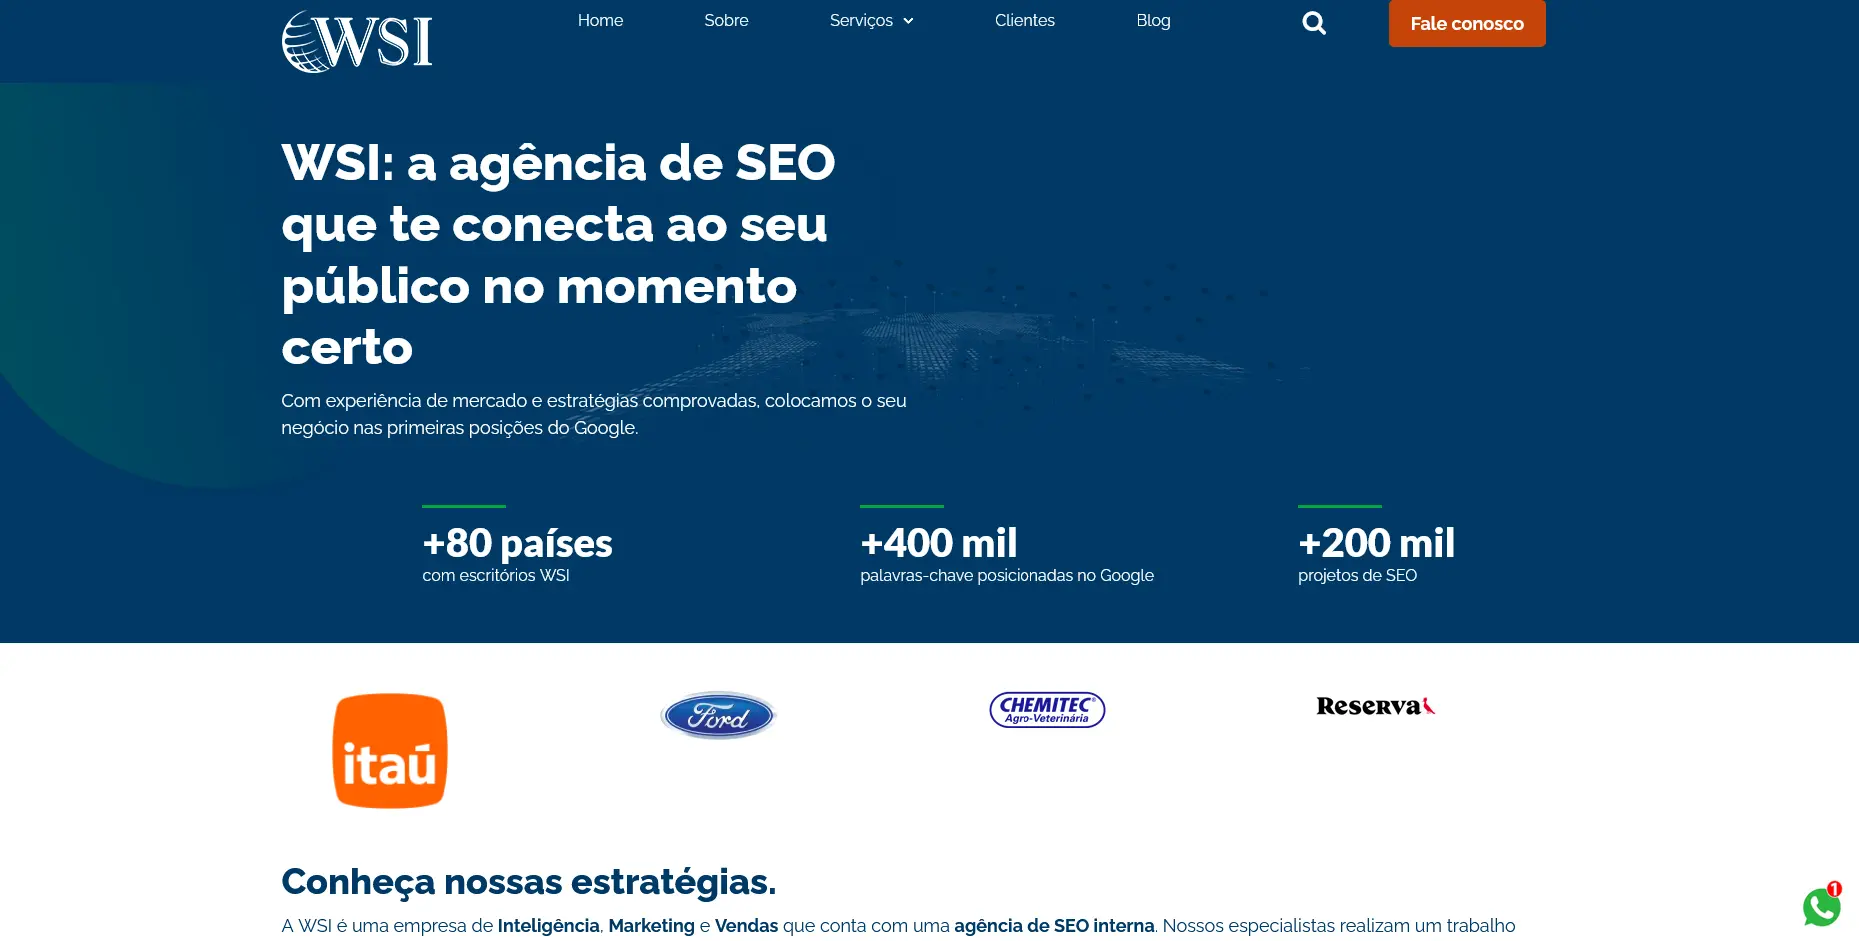 WSI
Home
Sobre
Serviços
Clientes
Blog
Fale conosco
WSI: a agência de SEO
que te conecta ao seu
público no momento
certo
Com experiência de mercado e estratégias comprovadas, colocamos o seu
negócio nas primeiras posições do Google.
+80 países
com escritórios WSI
+400 mil
palavras-chave posicionadas no Google
+200 mil
projetos de SEO
itaú
Ford
CHEMITEC®
Agro-Veterinária
Reserva
Conheça nossas estratégias.
A WSI é uma empresa de Inteligência, Marketing e Vendas que conta com uma agência de SEO interna. Nossos especialistas realizam um trabalho
1